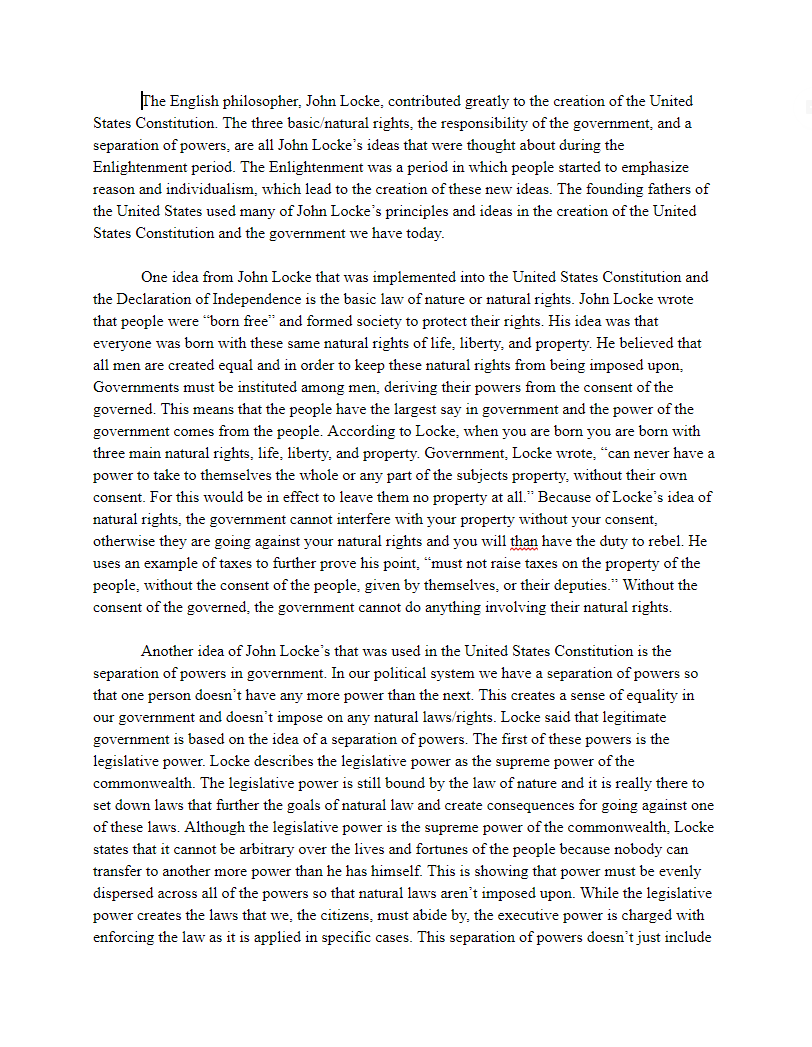 The English philosopher, John Locke, contributed greatly to the creation of the United
States Constitution. The three basic/natural rights, the responsibility of the government, and a
separation of powers, are all John Locke’s ideas that were thought about during the
Enlightenment period. The Enlightenment was a period in which people started to emphasize
reason and individualism, which lead to the creation of these new ideas. The founding fathers of
the United States used many of John Locke’s principles and ideas in the creation of the United
States Constitution and the government we have today.
One idea from John Locke that was implemented into the United States Constitution and
the Declaration of Independence is the basic law of nature or natural rights. John Locke wrote
that people were “born free” and formed society to protect their rights. His idea was that
everyone was born with these same natural rights of life, liberty, and property. He believed that
all men are created equal and in order to keep these natural rights from being imposed upon,
Governments must be instituted among men, deriving their powers from the consent of the
governed. This means that the people have the largest say in government and the power of the
government comes from the people. According to Locke, when you are born you are born with
three main natural rights, life, liberty, and property. Government, Locke wrote, “can never have a
power to take to themselves the whole or any part of the subjects property, without their own
consent. For this would be in effect to leave them no property at all.” Because of Locke’s idea of
natural rights, the government cannot interfere with your property without your consent,
otherwise they are going against your natural rights and you will than have the duty to rebel. He
uses an example of taxes to further prove his point, “must not raise taxes on the property of the
people, without the consent of the people, given by themselves, or their deputies.” Without the
consent of the governed, the government cannot do anything involving their natural rights.
Another idea of John Locke’s that was used in the United States Constitution is the
separation of powers in government. In our political system we have a separation of powers so
that one person doesn’t have any more power than the next. This creates a sense of equality in
our government and doesn’t impose on any natural laws/rights. Locke said that legitimate
government is based on the idea of a separation of powers. The first of these powers is the
legislative power. Locke describes the legislative power as the supreme power of the
commonwealth. The legislative power is still bound by the law of nature and it is really there to
set down laws that further the goals of natural law and create consequences for going against one
of these laws. Although the legislative power is the supreme power of the commonwealth, Locke
states that it cannot be arbitrary over the lives and fortunes of the people because nobody can
transfer to another more power than he has himself. This is showing that power must be evenly
dispersed across all of the powers so that natural laws aren’t imposed upon. While the legislative
power creates the laws that we, the citizens, must abide by, the executive power is charged with
enforcing the law as it is applied in specific cases. This separation of powers doesn’t just include